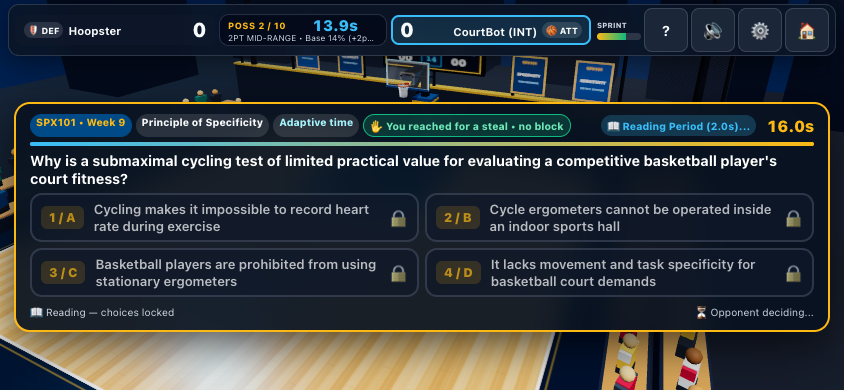 DEF Hoopster 0
POSS 2 / 10 13.9s
2PT MID-RANGE • Base 14% (+2p...
0 CourtBot (INT) ATT
SPRINT
?
00
SPX101 • Week 9
Principle of Specificity
Adaptive time
You reached for a steal • no block
Reading Period (2.0s)...
16.0s
Why is a submaximal cycling test of limited practical value for evaluating a competitive basketball player's
court fitness?
1 / A
Cycling makes it impossible to record heart
rate during exercise
2 / B
Cycle ergometers cannot be operated inside
an indoor sports hall
3 / C
Basketball players are prohibited from using
stationary ergometers
4 / D
It lacks movement and task specificity for
basketball court demands
Reading — choices locked
Opponent deciding...